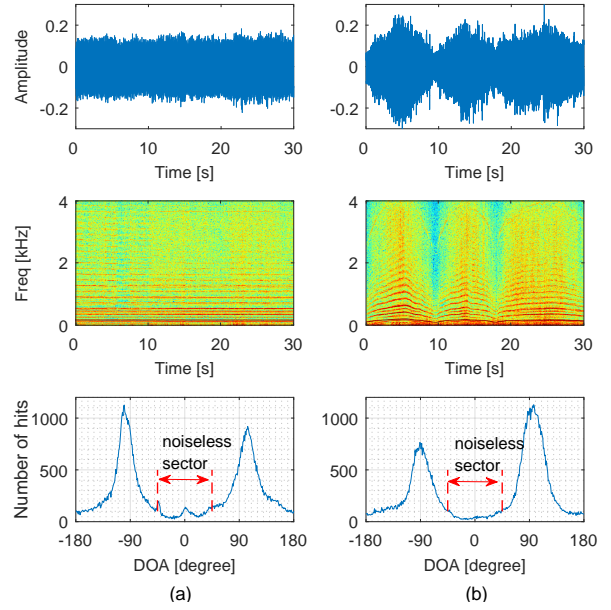 Amplitude
0.2
0
-0.2
0 10 20 30
Time [s]
0.2
0
-0.2
0 10 20 30
Time [s]
Freq [kHz]
4
2
0
0 10 20 30
Time [s]
4
2
0
0 10 20 30
Time [s]
Number of hits
1000
500
0
noiseless
sector
-180 -90 0 90 180
DOA [degree]
(a)
1000
500
0
noiseless
sector
-180 -90 0 90 180
DOA [degree]
(b)